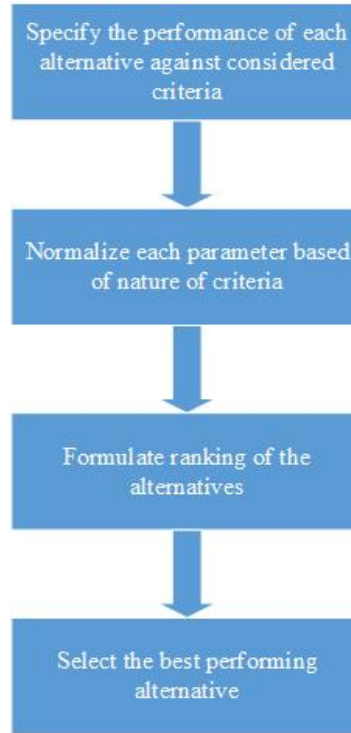 Specify the performance of each
alternative against considered
criteria
Normalize each parameter based
of nature of criteria
Formulate ranking of the
alternatives
Select the best performing
alternative